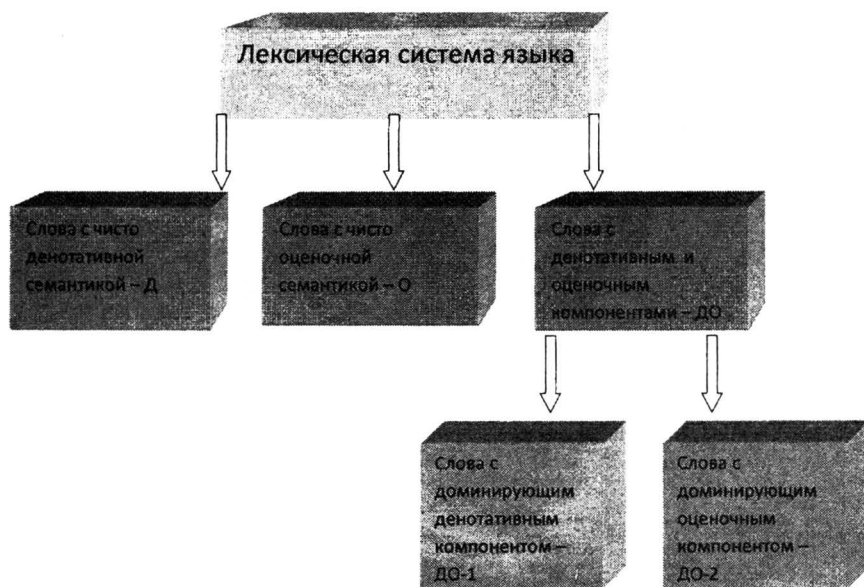 Лексическая система языка
Слова с чисто
денотативной
семантикой – Д
Слова с чисто
оценочной
семантикой – О
Слова с
денотативным и
оценочным
компонентами – ДО
Слова с
доминирующим
денотативным
компонентом –
ДО-1
Слова с
доминирующим
оценочным
компонентом –
ДО-2